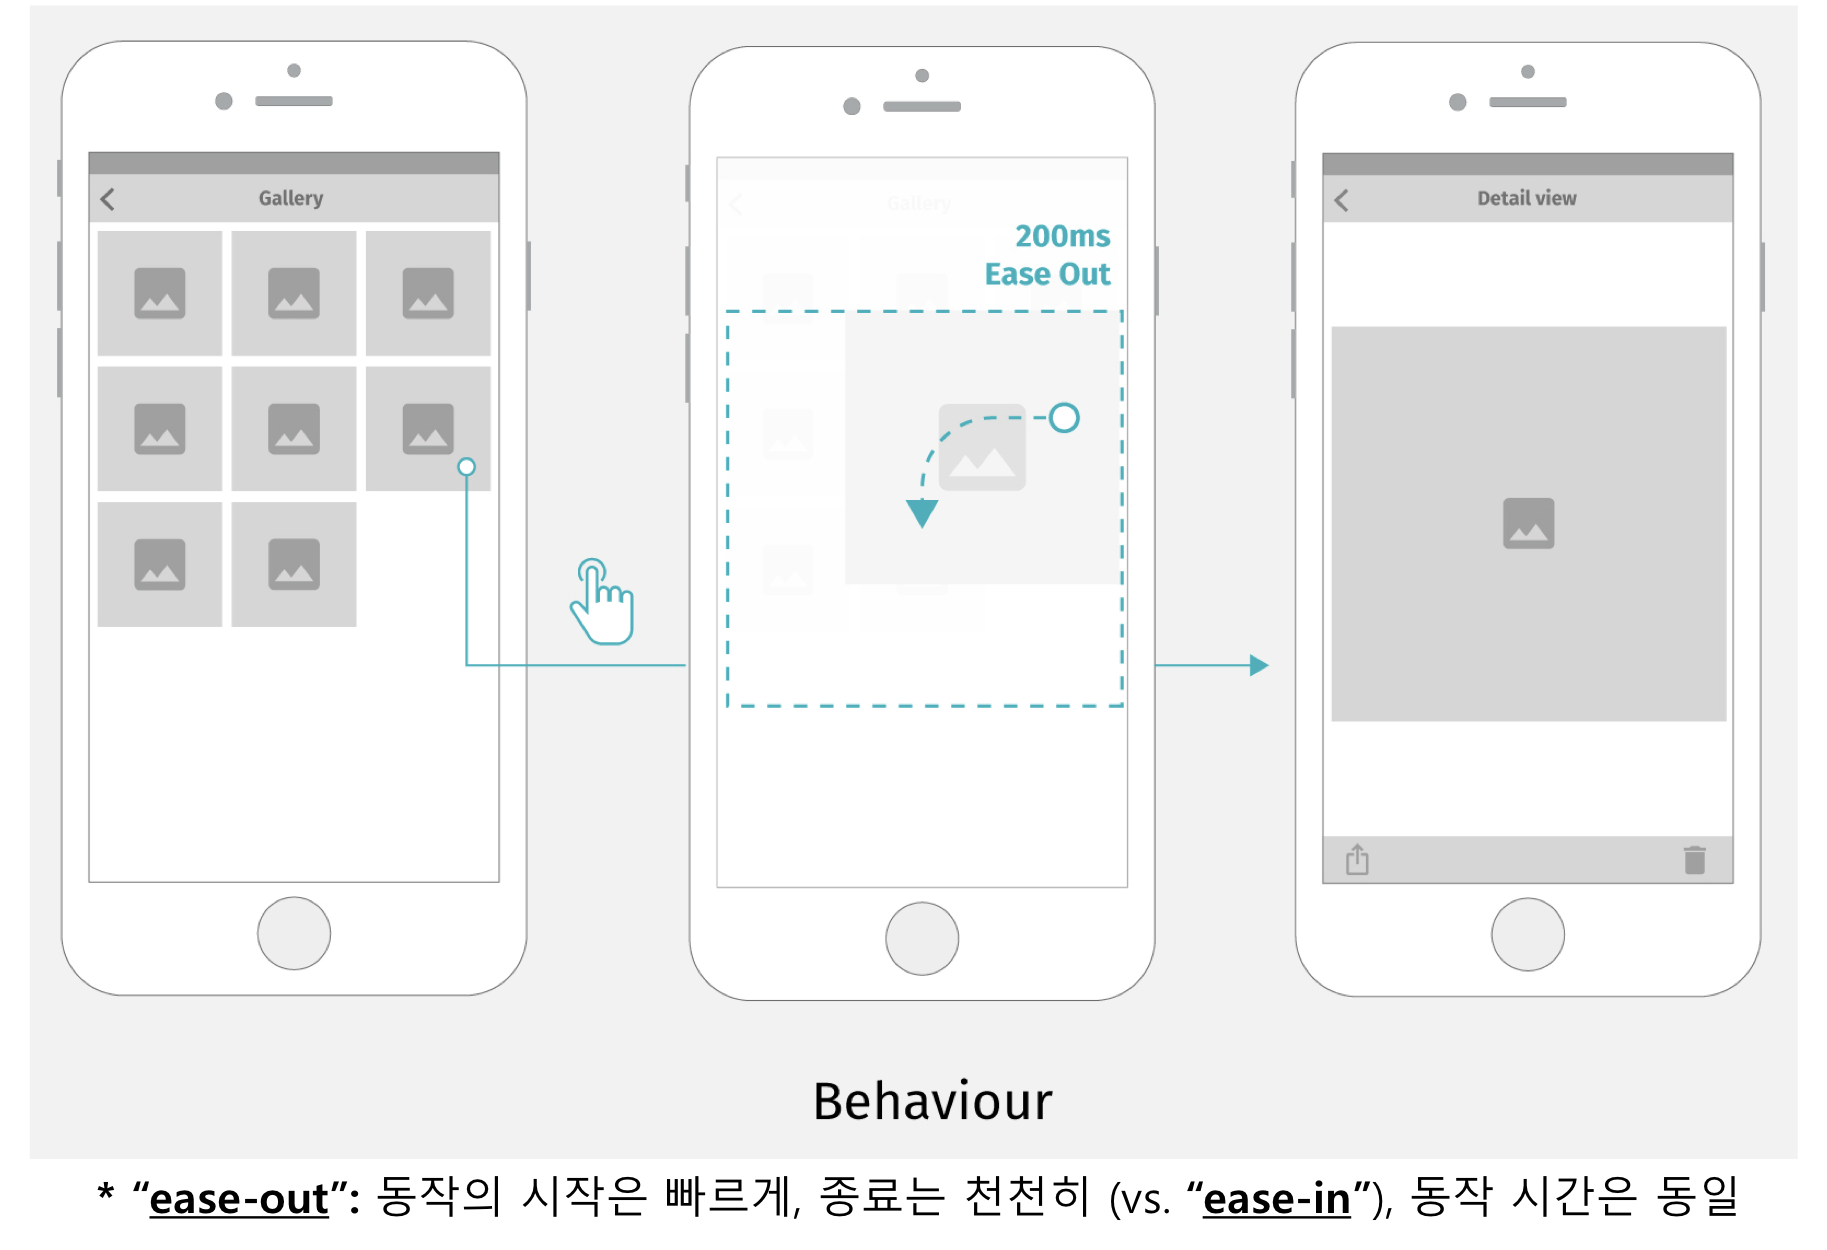 Gallery
Gallery
200ms
Ease Out
Detail view
Behaviour
* “ease-out”: 동작의 시작은 빠르게, 종료는 천천히 (vs. “ease-in”), 동작 시간은 동일